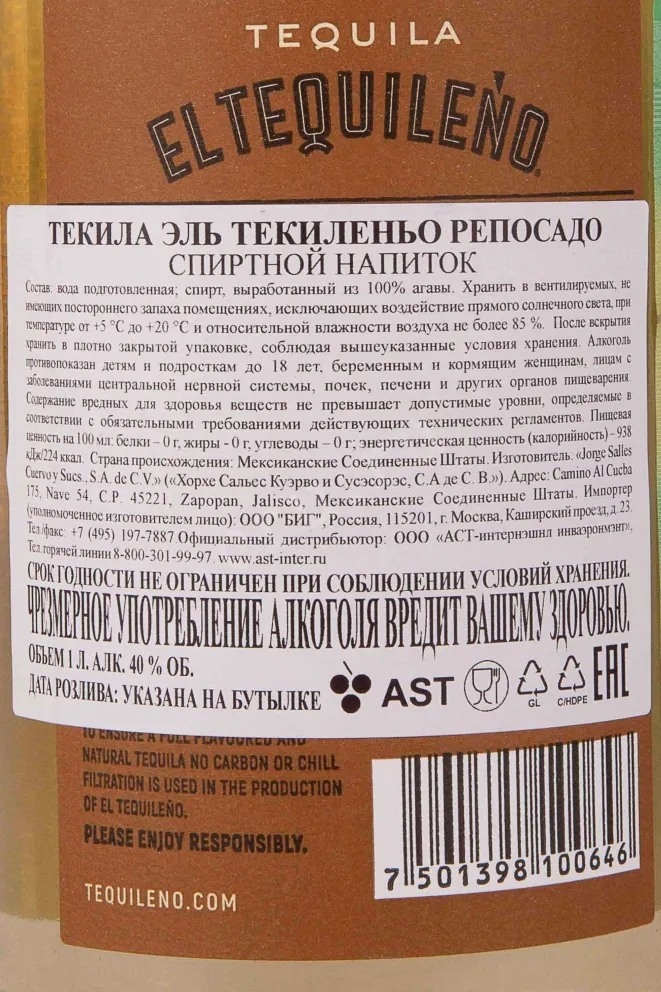 TEQUILA
EL TEQUILEÑO
ТЕКИЛА ЭЛЬ ТЕКИЛЕНЬО РЕПОСАДО
СПИРТНОЙ НАПИТОК
Состав: вода подготовленная; спирт, выработанный из 100% агавы. Хранить в вентилируемых, не
имеющих постороннего запаха помещениях, исключающих воздействие прямого солнечного света, при
температуре от +5 °С до +20 °С и относительной влажности воздуха не более 85 %. После вскрытия
хранить в плотно закрытой упаковке, соблюдая вышеуказанные условия хранения. Алкоголь
противопоказан детям и подросткам до 18 лет, беременным и кормящим женщинам, лицам с
заболеваниями центральной нервной системы, почек, печени и других органов пищеварения.
Содержание вредных для здоровья веществ не превышает допустимые уровни, определяемые в
соответствии с обязательными требованиями действующих технических регламентов. Пищевая
ценность на 100 мл: белки – 0 г, жиры - 0 г, углеводы – 0 г; энергетическая ценность (калорийность) – 938
кДж/224 ккал. Страна происхождения: Мексиканские Соединенные Штаты. Изготовитель: «Jorge Salles
Cuervo y Sucs., S.A. de C.V.» («Хорхе Сальес Куэрво и Сусэсорэс, С.А де С. В.»). Адрес: Camino Al Cucba
175, Nave 54, C.P. 45221, Zapopan, Jalisco, Мексиканские Соединенные Штаты. Импортер
(уполномоченное изготовителем лицо): ООО "БИГ", Россия, 115201, г. Москва, Каширский проезд, д. 23.
Тел./факс: +7 (495) 197-7887 Официальный дистрибьютор: ООО «АСТ-интернэшнл инваэронмэнт»,
Тел. горячей линии 8-800-301-99-97. www.ast-inter.ru
СРОК ГОДНОСТИ НЕ ОГРАНИЧЕН ПРИ СОБЛЮДЕНИИ УСЛОВИЙ ХРАНЕНИЯ.
ЧРЕЗМЕРНОЕ УПОТРЕБЛЕНИЕ АЛКОГОЛЯ ВРЕДИТ ВАШЕМУ ЗДОРОВЬЮ.
ОБЪЕМ 1 Л. АЛК. 40 % ОБ.
ДАТА РОЗЛИВА: УКАЗАНА НА БУТЫЛКЕ
AST
GL
C/HDPE
EAC
TO ENSURE A FULL FLAVOURED AND
NATURAL TEQUILA NO CARBON OR CHILL
FILTRATION IS USED IN THE PRODUCTION
OF EL TEQUILEÑO.
PLEASE ENJOY RESPONSIBLY.
TEQUILENO.COM
7 501398 100646